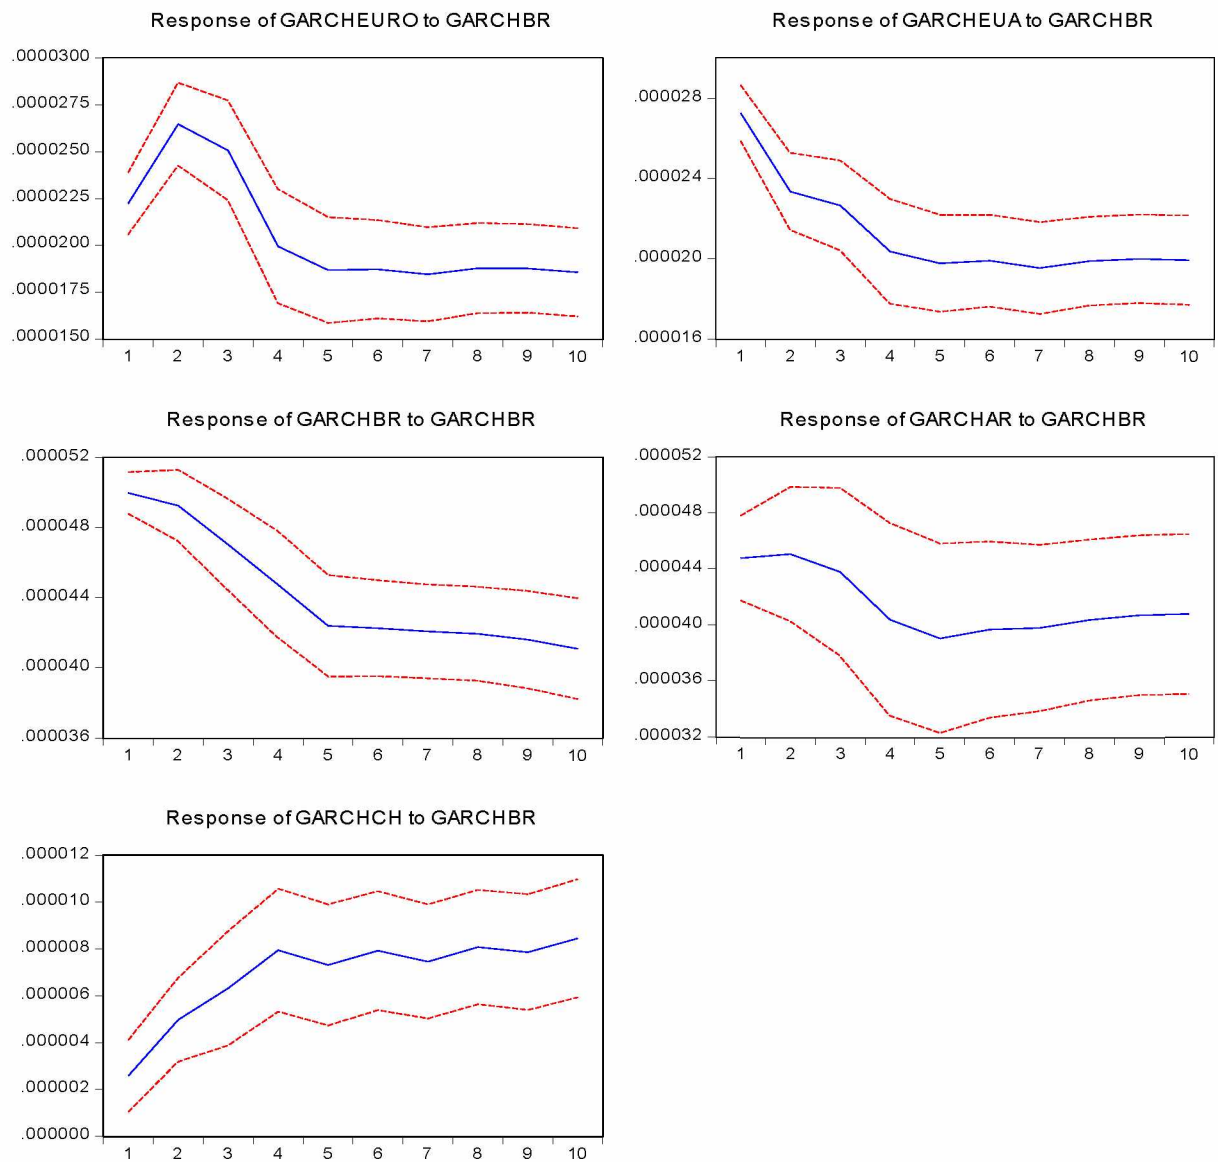 Response of GARCHEURO to GARCHBR
.0000300
.0000275
.0000250
.0000225
.0000200
.0000175
.0000150
1 2 3 4 5 6 7 8 9 10
Response of GARCHEUA to GARCHBR
.000028
.000024
.000020
.000016
1 2 3 4 5 6 7 8 9 10
Response of GARCHBR to GARCHBR
.000052
.000048
.000044
.000040
.000036
1 2 3 4 5 6 7 8 9 10
Response of GARCHAR to GARCHBR
.000052
.000048
.000044
.000040
.000036
.000032
1 2 3 4 5 6 7 8 9 10
Response of GARCHCH to GARCHBR
.000012
.000010
.000008
.000006
.000004
.000002
.000000
1 2 3 4 5 6 7 8 9 10